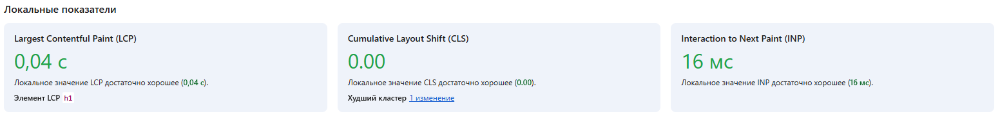 Локальные показатели
Largest Contentful Paint (LCP)
0,04 с
Локальное значение LCP достаточно хорошее (0,04 с).
Элемент LCP h1
Cumulative Layout Shift (CLS)
0.00
Локальное значение CLS достаточно хорошее (0.00).
Худший кластер 1 изменение
Interaction to Next Paint (INP)
16 мс
Локальное значение INP достаточно хорошее (16 мс).